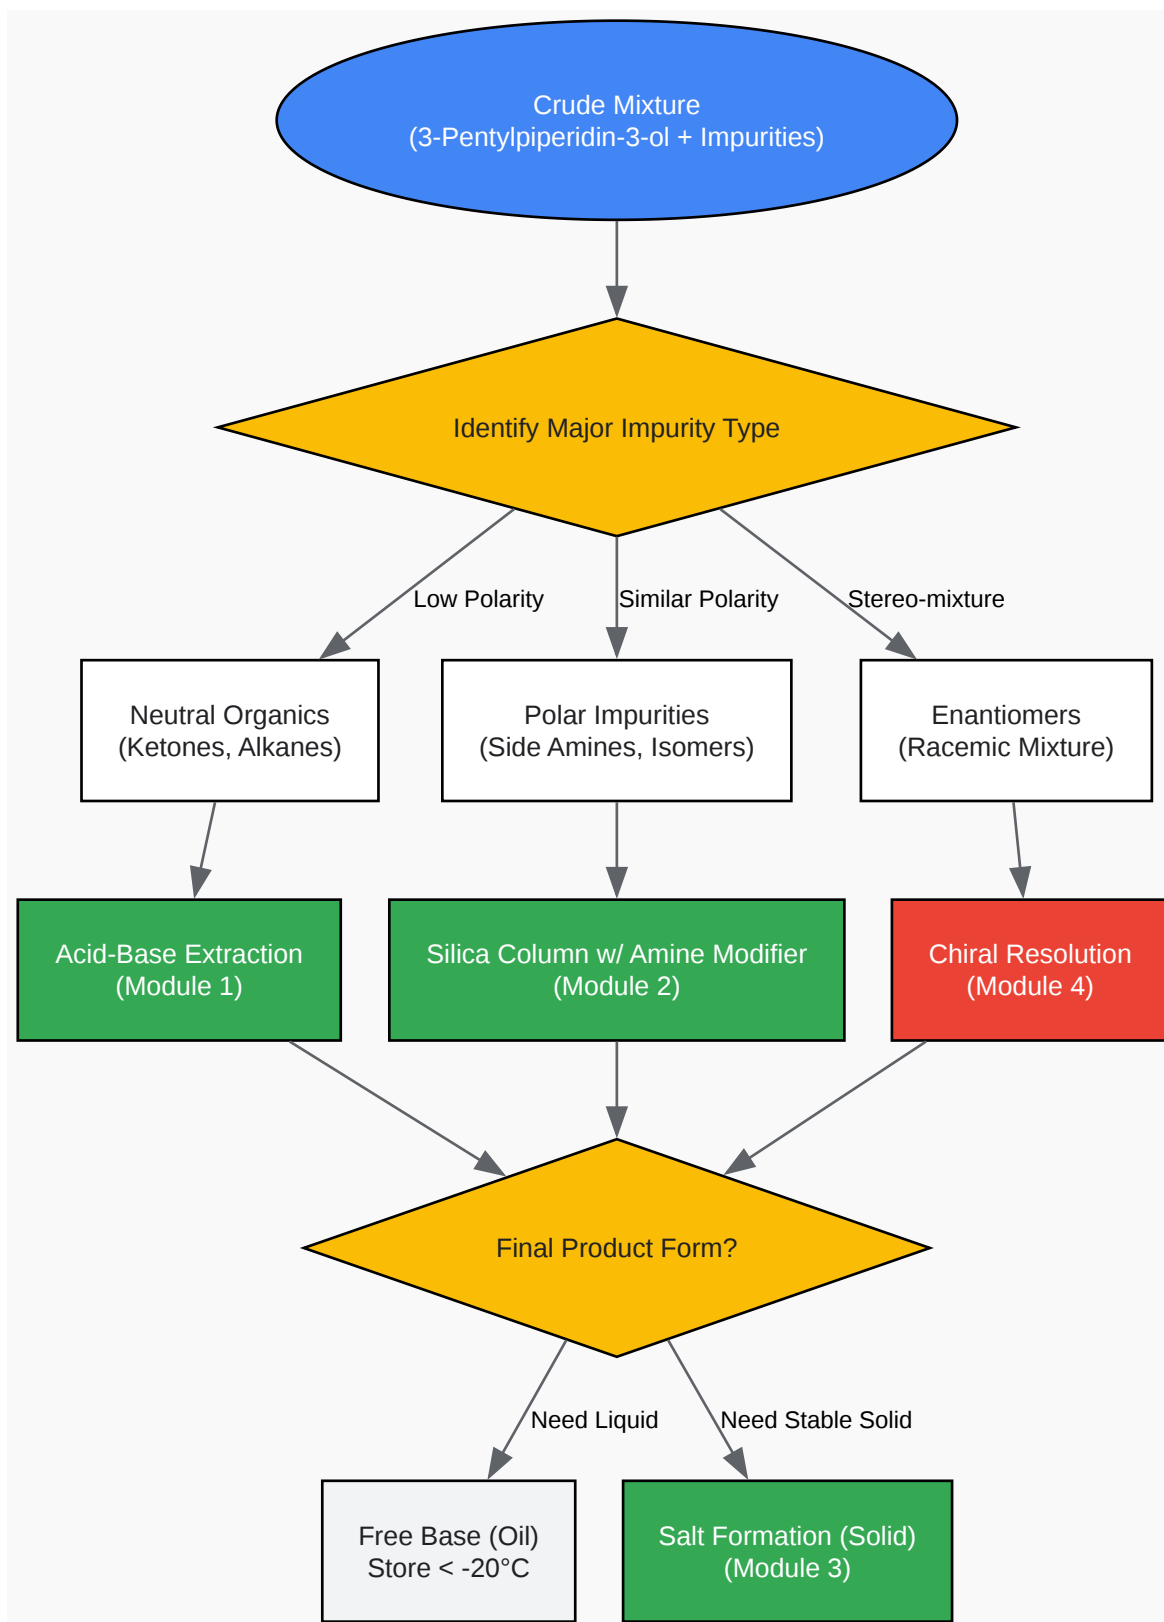 Crude Mixture
(3-Pentylpiperidin-3-ol + Impurities)
Identify Major Impurity Type
Low Polarity
Similar Polarity
Stereo-mixture
Neutral Organics
(Ketones, Alkanes)
Polar Impurities
(Side Amines, Isomers)
Enantiomers
(Racemic Mixture)
Acid-Base Extraction
(Module 1)
Silica Column w/ Amine Modifier
(Module 2)
Chiral Resolution
(Module 4)
Final Product Form?
Need Liquid
Need Stable Solid
Free Base (Oil)
Store < -20°C
Salt Formation (Solid)
(Module 3)